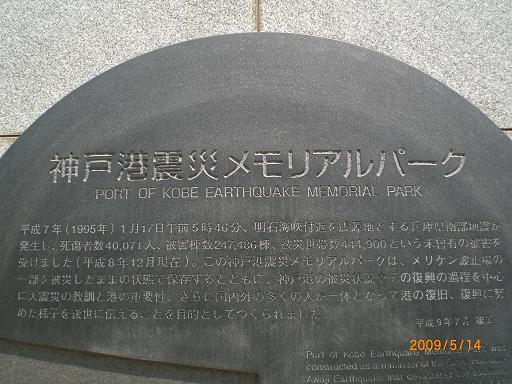 神戸港震災メモリアルパーク
PORT OF KOBE EARTHQUAKE MEMORIAL PARK
平成7年(1995年)1月17日午前5時46分、明石海峡付近を震源地とする兵庫県南部地震が
発生し、死傷者数40,071人、被害棟数247,486棟、被災世帯数444,900という未曾有の被害を
受けました(平成8年12月現在)。この神戸港震災メモリアルパークは、メリケン波止場の
一部を被災したままの状態で保存するとともに、神戸港の被災状況やその復興の過程を中心
に大震災の教訓と港の重要性、さらに国内外の多くの人が一体となって港の復旧、復興に努
めた様子を後世に伝えることを目的としてつくられました。
平成9年7月 竣工
Port of Kobe Earthquake Memorial Park was
constructed as a reminder of the Great Hanshin
Awaji Earthquake that devastated the
2009/5/14